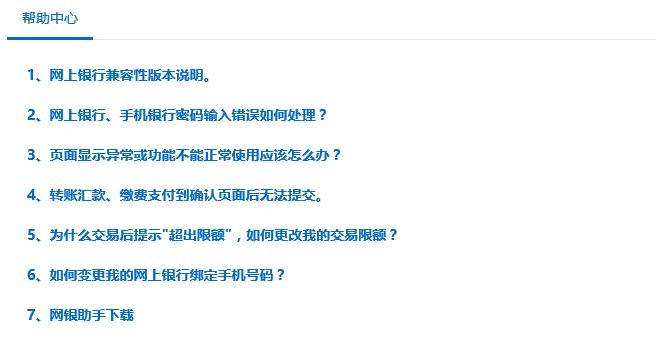 帮助中心
1、网上银行兼容性版本说明。
2、网上银行、手机银行密码输入错误如何处理？
3、页面显示异常或功能不能正常使用应该怎么办？
4、转账汇款、缴费支付到确认页面后无法提交。
5、为什么交易后提示"超出限额"，如何更改我的交易限额？
6、如何变更我的网上银行绑定手机号码？
7、网银助手下载